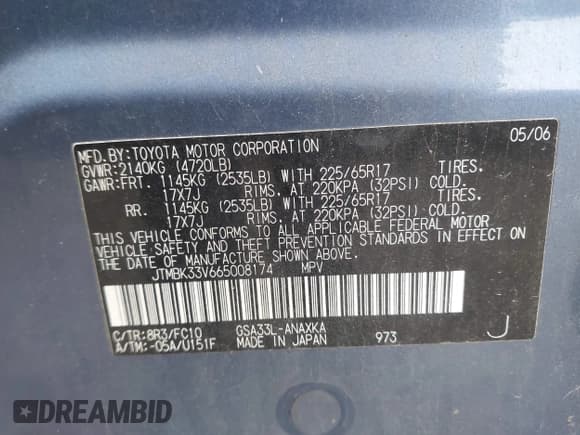 05/06
MFD.BY:TOYOTA MOTOR CORPORATION
GVWR:2140KG (4720LB)
GAWR:FRT. 1145KG (2535LB) WITH 225/65R17 TIRES.
17X7J RIMS. AT 220KPA (32PSI) COLD.
RR. 1145KG (2535LB) WITH 225/65R17 TIRES.
17X7J RIMS. AT 220KPA (32PSI) COLD.
THIS VEHICLE CONFORMS TO ALL APPLICABLE FEDERAL MOTOR
VEHICLE SAFETY AND THEFT PREVENTION STANDARDS IN EFFECT ON
THE DATE OF MANUFACTURE SHOWN ABOVE.
JTMBK33V665008174 MPV
C/TR:8R3/FC10 GSA33L-ANAXKA
A/TM:-05A/U151F MADE IN JAPAN 973 J
DREAMBID